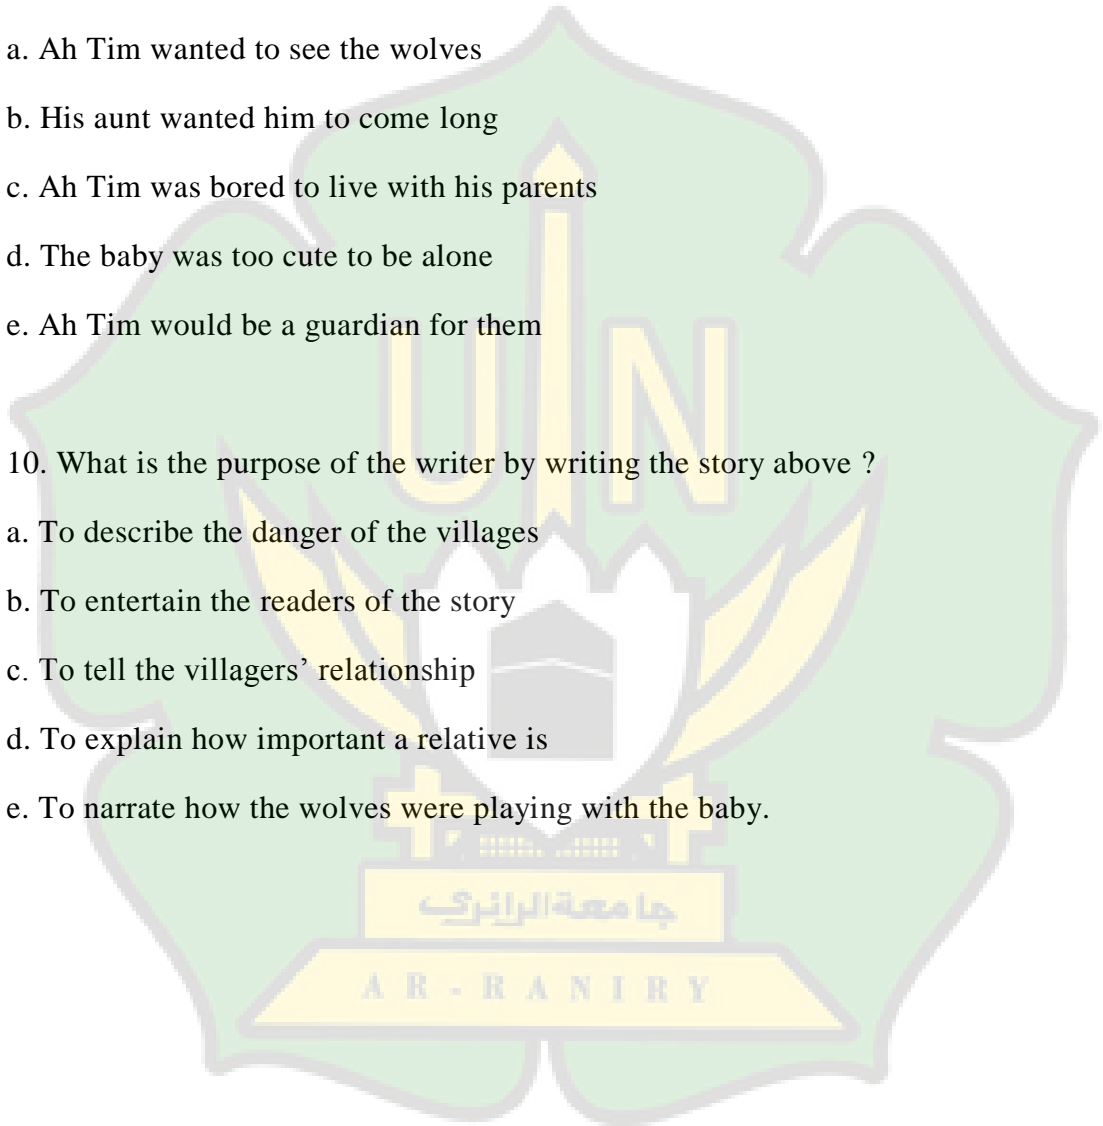 a. Ah Tim wanted to see the wolves
b. His aunt wanted him to come long
c. Ah Tim was bored to live with his parents
d. The baby was too cute to be alone
e. Ah Tim would be a guardian for them
10. What is the purpose of the writer by writing the story above ?
a. To describe the danger of the villages
b. To entertain the readers of the story
c. To tell the villagers’ relationship
d. To explain how important a relative is
e. To narrate how the wolves were playing with the baby.
UIN
جامعة الرانري
AR-RANIRY